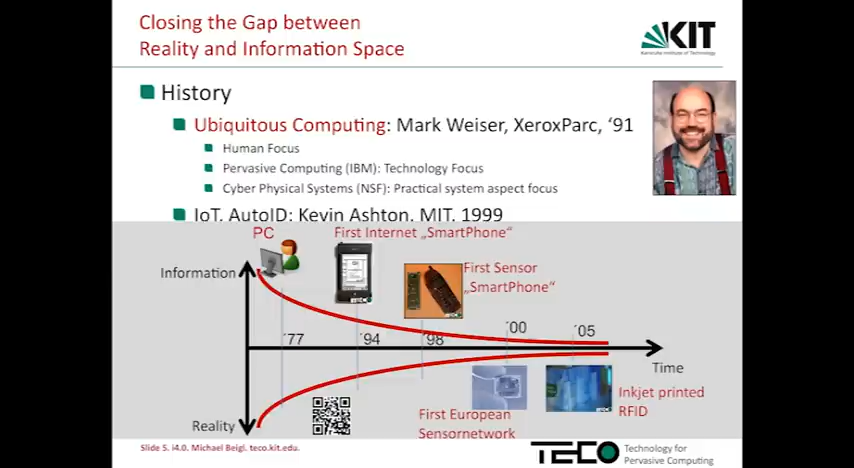 Closing the Gap between
Reality and Information Space
KIT
Karlsruhe Institute of Technology
History
Ubiquitous Computing: Mark Weiser, XeroxParc, ‘91
Human Focus
Pervasive Computing (IBM): Technology Focus
Cyber Physical Systems (NSF): Practical system aspect focus
IoT, AutoID: Kevin Ashton, MIT, 1999
PC
First Internet „SmartPhone“
Information
First Sensor
„SmartPhone“
´77
´94
´98
´00
´05
Time
Reality
First European
Sensornetwork
Inkjet printed
RFID
Slide 5. i4.0. Michael Beigl. teco.kit.edu.
TECO
Technology for
Pervasive Computing